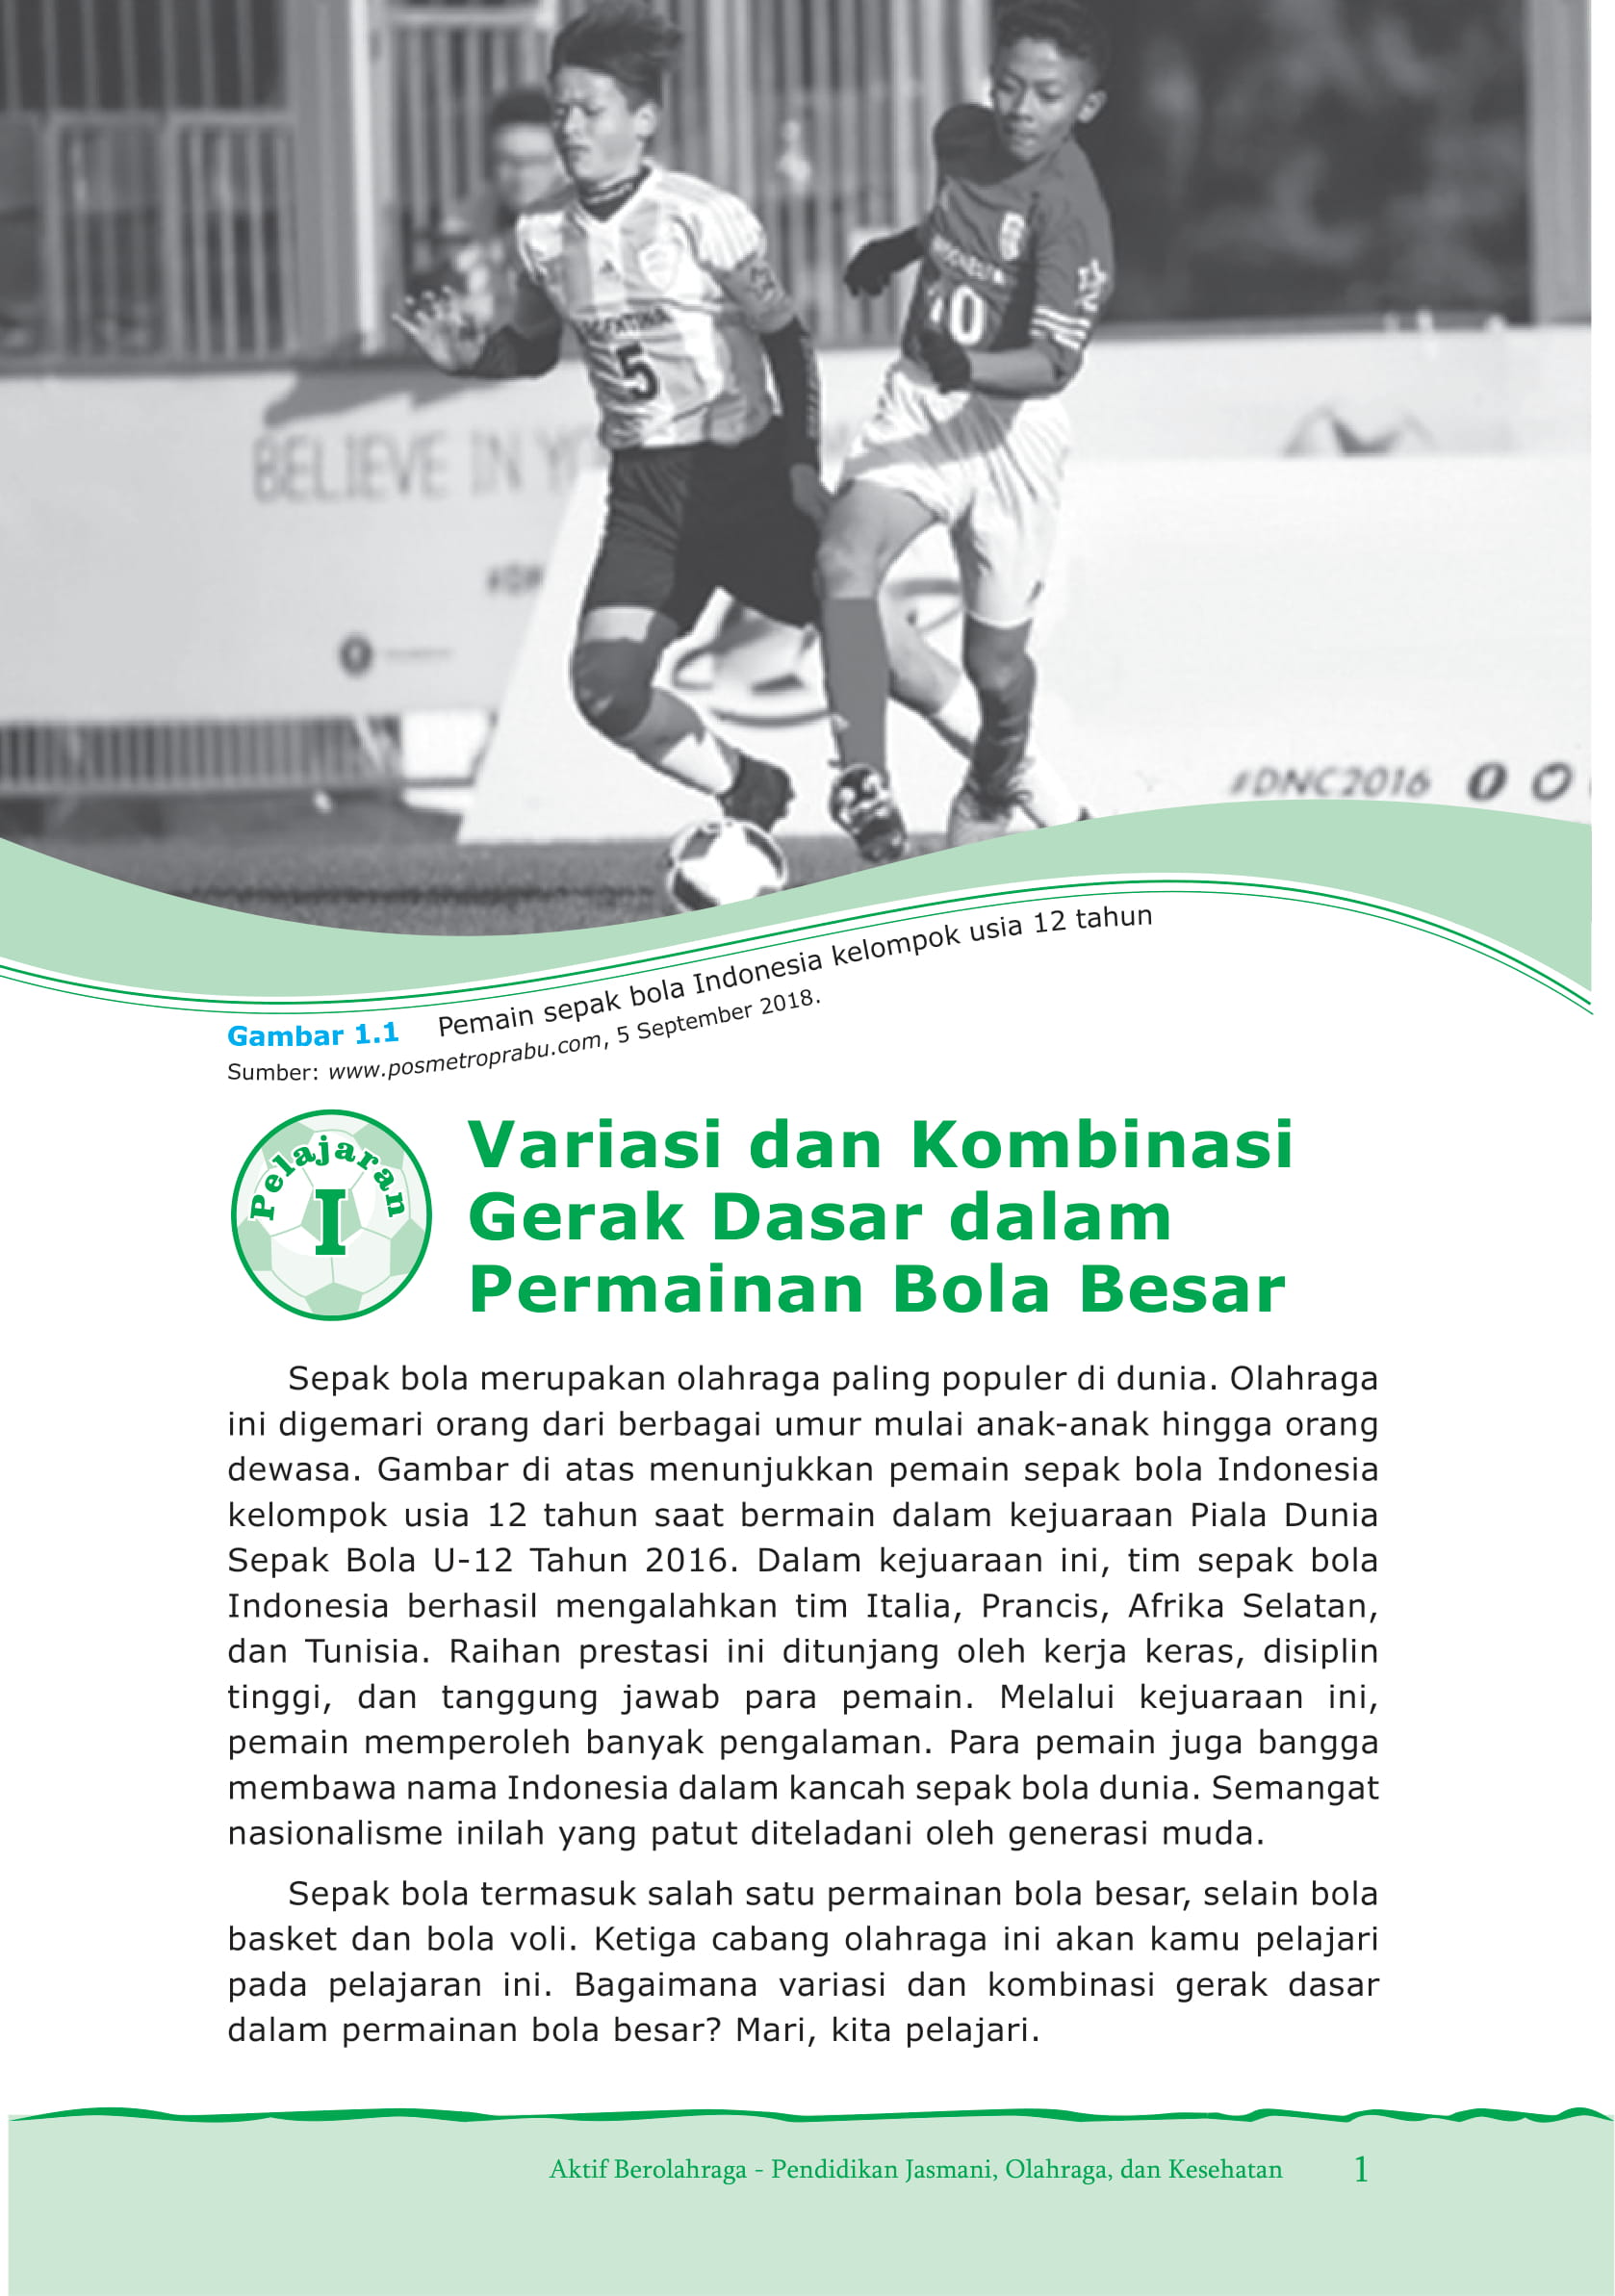 ARGENTINA
5
10
BELIEVE IN
#DNC2016
Gambar 1.1 Pemain sepak bola Indonesia kelompok usia 12 tahun
Sumber: www.posmetroprabu.com, 5 September 2018.
Pelajaran
I
Variasi dan Kombinasi
Gerak Dasar dalam
Permainan Bola Besar
Sepak bola merupakan olahraga paling populer di dunia. Olahraga
ini digemari orang dari berbagai umur mulai anak-anak hingga orang
dewasa. Gambar di atas menunjukkan pemain sepak bola Indonesia
kelompok usia 12 tahun saat bermain dalam kejuaraan Piala Dunia
Sepak Bola U-12 Tahun 2016. Dalam kejuaraan ini, tim sepak bola
Indonesia berhasil mengalahkan tim Italia, Prancis, Afrika Selatan,
dan Tunisia. Raihan prestasi ini ditunjang oleh kerja keras, disiplin
tinggi, dan tanggung jawab para pemain. Melalui kejuaraan ini,
pemain memperoleh banyak pengalaman. Para pemain juga bangga
membawa nama Indonesia dalam kancah sepak bola dunia. Semangat
nasionalisme inilah yang patut diteladani oleh generasi muda.
Sepak bola termasuk salah satu permainan bola besar, selain bola
basket dan bola voli. Ketiga cabang olahraga ini akan kamu pelajari
pada pelajaran ini. Bagaimana variasi dan kombinasi gerak dasar
dalam permainan bola besar? Mari, kita pelajari.
Aktif Berolahraga - Pendidikan Jasmani, Olahraga, dan Kesehatan 1